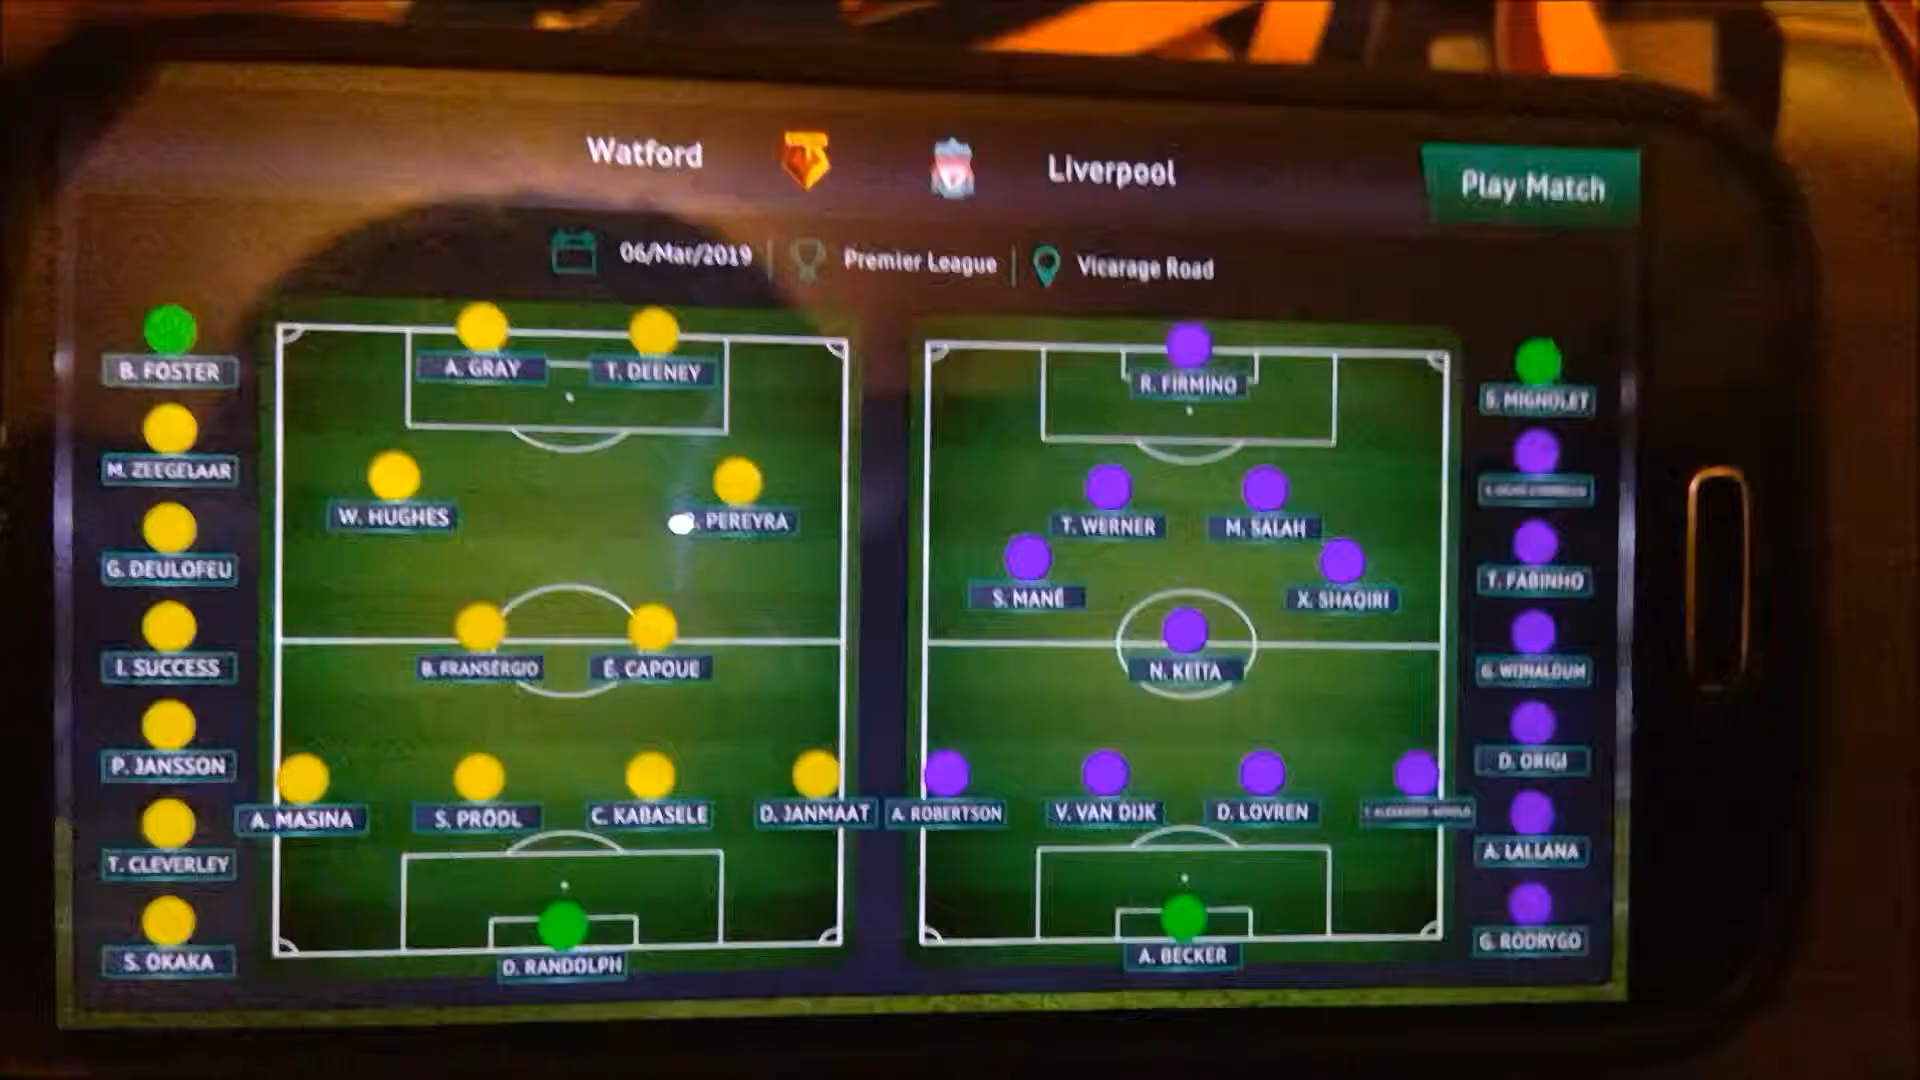 Watford
Liverpool
Play Match
06/Mar/2019
Premier League
Vicarage Road
B. FOSTER
M. ZEEGELAAR
G. DEULOFEU
I. SUCCESS
P. JANSSON
T. CLEVERLEY
S. OKAKA
A. GRAY
T. DEENEY
W. HUGHES
PEREYRA
B. FRANSÉRGIO
É. CAPOUE
A. MASINA
S. PRÖDL
C. KABASELE
D. JANMAAT
D. RANDOLPH
R. FIRMINO
T. WERNER
M. SALAH
S. MANÉ
X. SHAQIRI
N. KEITA
A. ROBERTSON
V. VAN DIJK
D. LOVREN
A. BECKER
S. MIGNOLET
T. FABINHO
G. WIJNALDUM
D. ORIGI
A. LALLANA
G. RODRYGO